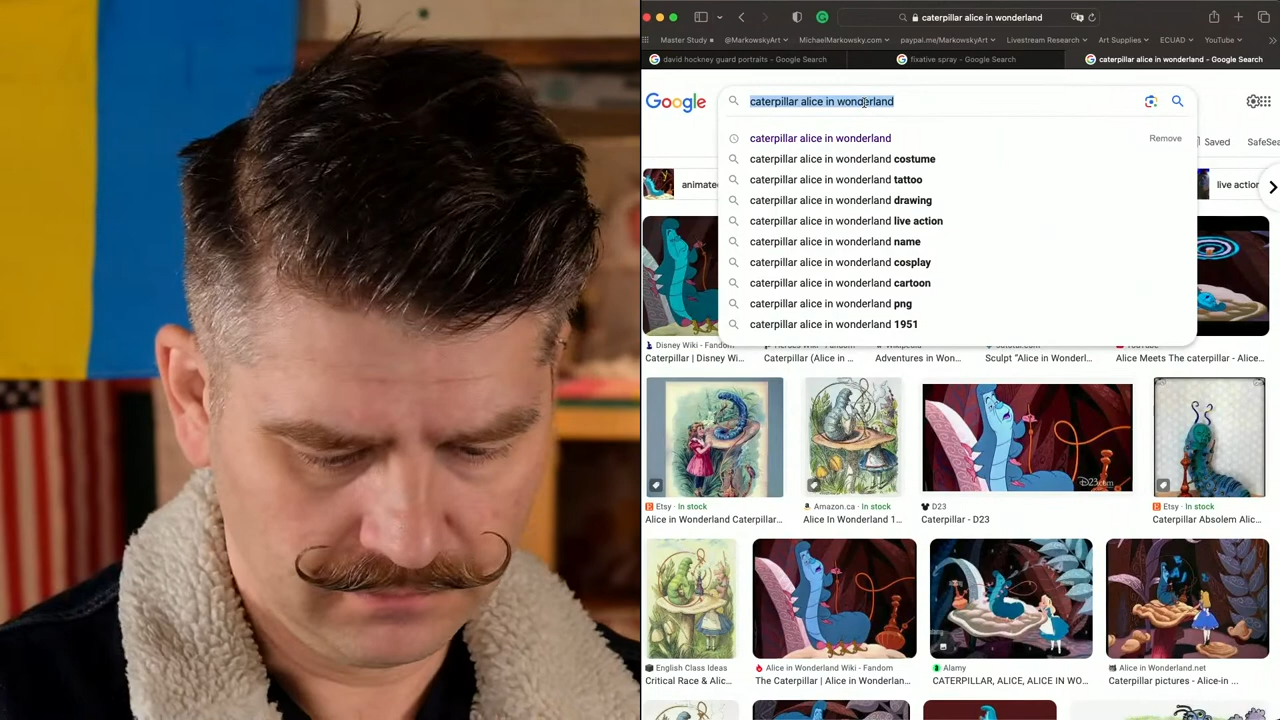 caterpillar alice in wonderland
Master Study
@MarkowskyArt
MichaelMarkowsky.com
paypal.me/MarkowskyArt
Livestream Research
Art Supplies
ECUAD
YouTube
david hockney guard portraits - Google Search
fixative spray - Google Search
caterpillar alice in wonderland - Google Search
Google
caterpillar alice in wonderland
Saved
SafeSea
caterpillar alice in wonderland
Remove
caterpillar alice in wonderland costume
caterpillar alice in wonderland tattoo
caterpillar alice in wonderland drawing
caterpillar alice in wonderland live action
caterpillar alice in wonderland name
caterpillar alice in wonderland cosplay
caterpillar alice in wonderland cartoon
caterpillar alice in wonderland png
caterpillar alice in wonderland 1951
animate
live action
Disney Wiki - Fandom
Caterpillar | Disney Wi...
Caterpillar (Alice in ...
Adventures in Won...
Sculpt "Alice in Wonderl...
YouTube
Alice Meets The caterpillar - Alice...
D23.com
Etsy · In stock
Alice in Wonderland Caterpillar...
Amazon.ca · In stock
Alice In Wonderland 1...
D23
Caterpillar - D23
Etsy · In stock
Caterpillar Absolem Alic...
English Class Ideas
Critical Race & Alic...
Alice in Wonderland Wiki - Fandom
The Caterpillar | Alice in Wonderlan...
Alamy
CATERPILLAR, ALICE, ALICE IN WO...
Alice in Wonderland.net
Caterpillar pictures - Alice-in ...